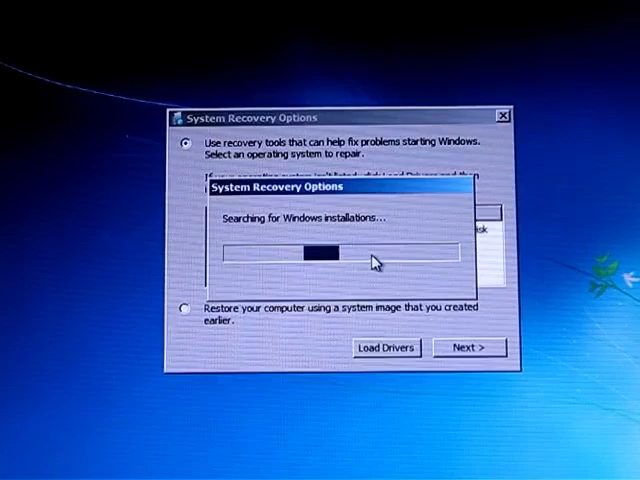 System Recovery Options
Use recovery tools that can help fix problems starting Windows.
Select an operating system to repair.
System Recovery Options
Searching for Windows installations...
Restore your computer using a system image that you created
earlier.
Load Drivers
Next >